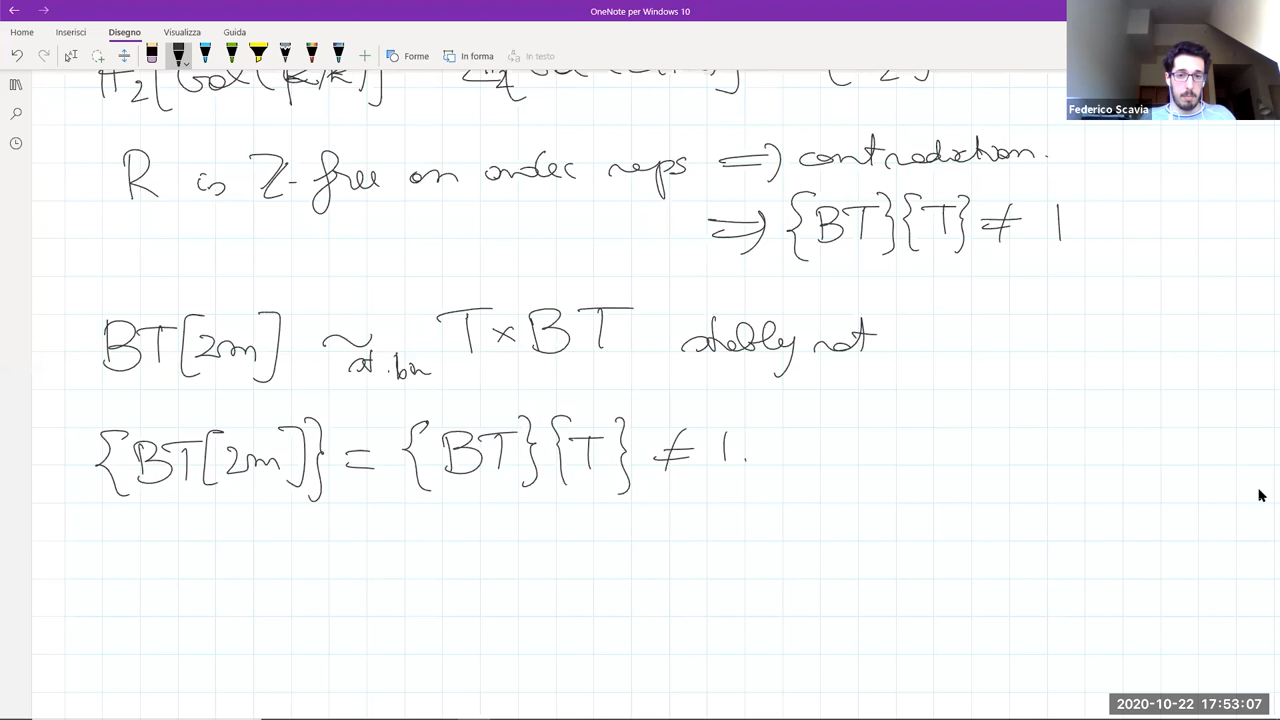 OneNote per Windows 10
Home Inserisci Disegno Visualizza Guida
Forme In forma In testo
Federico Scavia
R is Z-free on order reps ⟹ contradiction.
⟹ {BT}{T} ≠ 1
BT[2m] ~ st. bir T × BT stably rat
{BT[2m]} = {BT}{T} ≠ 1.
2020-10-22 17:53:07